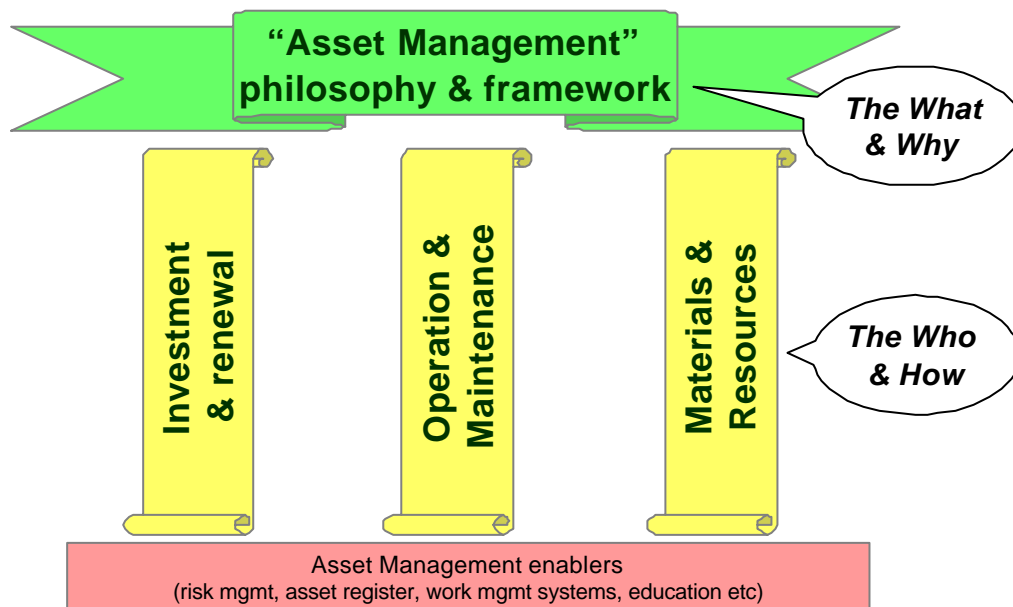 “Asset Management”
philosophy & framework
The What
& Why
Investment
& renewal
Operation &
Maintenance
Materials &
Resources
The Who
& How
Asset Management enablers
(risk mgmt, asset register, work mgmt systems, education etc)